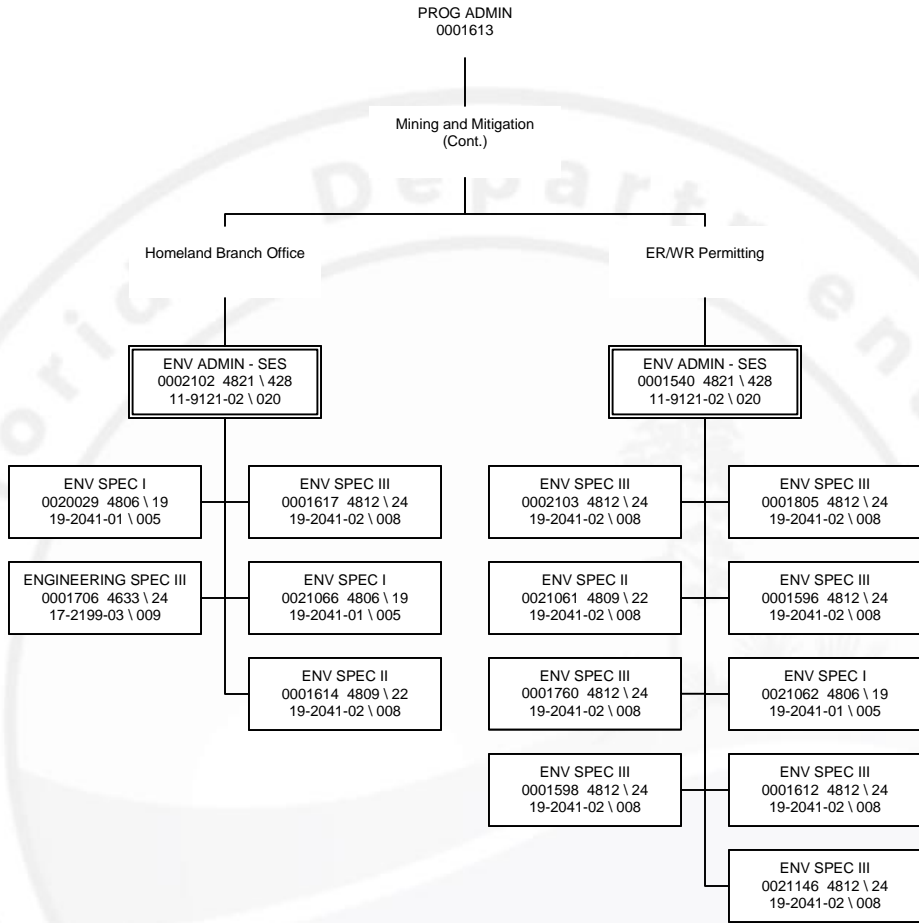 PROG ADMIN
0001613
Mining and Mitigation
(Cont.)
Homeland Branch Office
ER/WR Permitting
ENV ADMIN - SES
0002102 4821 \ 428
11-9121-02 \ 020
ENV ADMIN - SES
0001540 4821 \ 428
11-9121-02 \ 020
ENV SPEC I
0020029 4806 \ 19
19-2041-01 \ 005
ENV SPEC III
0001617 4812 \ 24
19-2041-02 \ 008
ENV SPEC III
0002103 4812 \ 24
19-2041-02 \ 008
ENV SPEC III
0001805 4812 \ 24
19-2041-02 \ 008
ENGINEERING SPEC III
0001706 4633 \ 24
17-2199-03 \ 009
ENV SPEC I
0021066 4806 \ 19
19-2041-01 \ 005
ENV SPEC II
0021061 4809 \ 22
19-2041-02 \ 008
ENV SPEC III
0001596 4812 \ 24
19-2041-02 \ 008
ENV SPEC II
0001614 4809 \ 22
19-2041-02 \ 008
ENV SPEC III
0001760 4812 \ 24
19-2041-02 \ 008
ENV SPEC I
0021062 4806 \ 19
19-2041-01 \ 005
ENV SPEC III
0001598 4812 \ 24
19-2041-02 \ 008
ENV SPEC III
0001612 4812 \ 24
19-2041-02 \ 008
ENV SPEC III
0021146 4812 \ 24
19-2041-02 \ 008